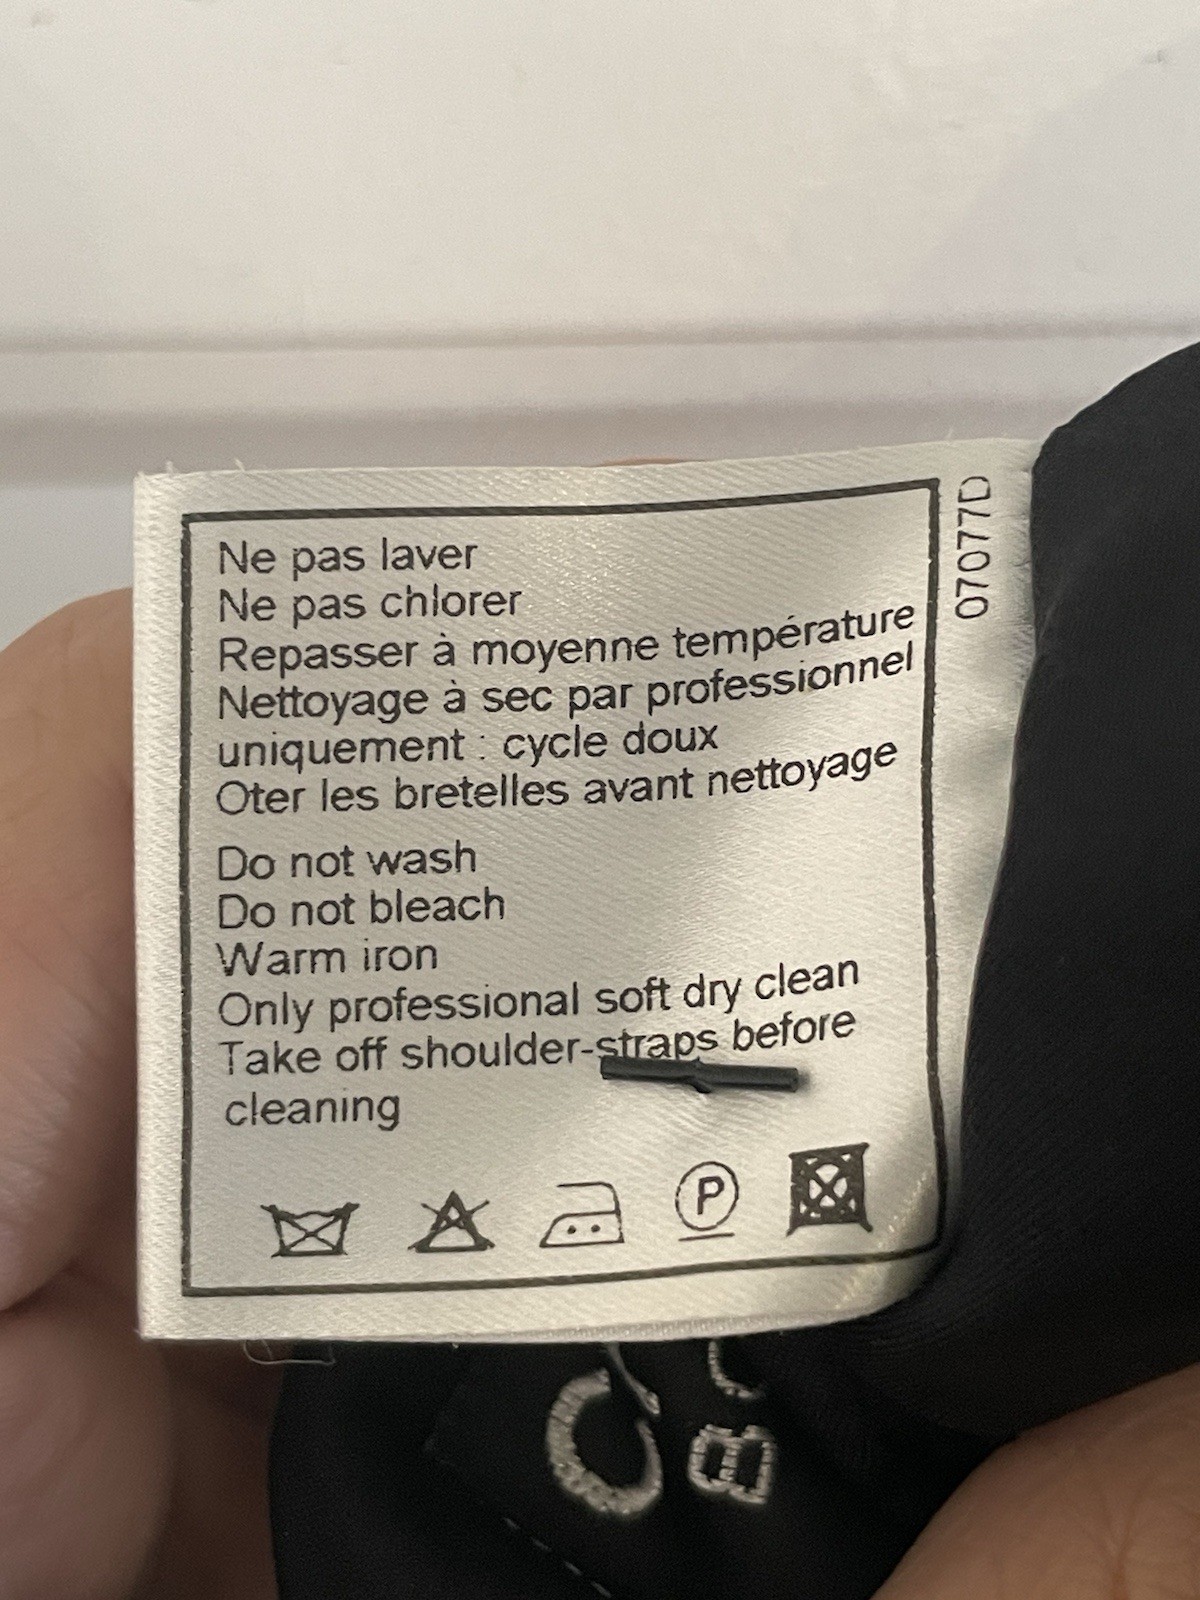 Ne pas laver
Ne pas chlorer
Repasser à moyenne température
Nettoyage à sec par professionnel
uniquement : cycle doux
Oter les bretelles avant nettoyage
Do not wash
Do not bleach
Warm iron
Only professional soft dry clean
Take off shoulder-straps before
cleaning
P
07077D